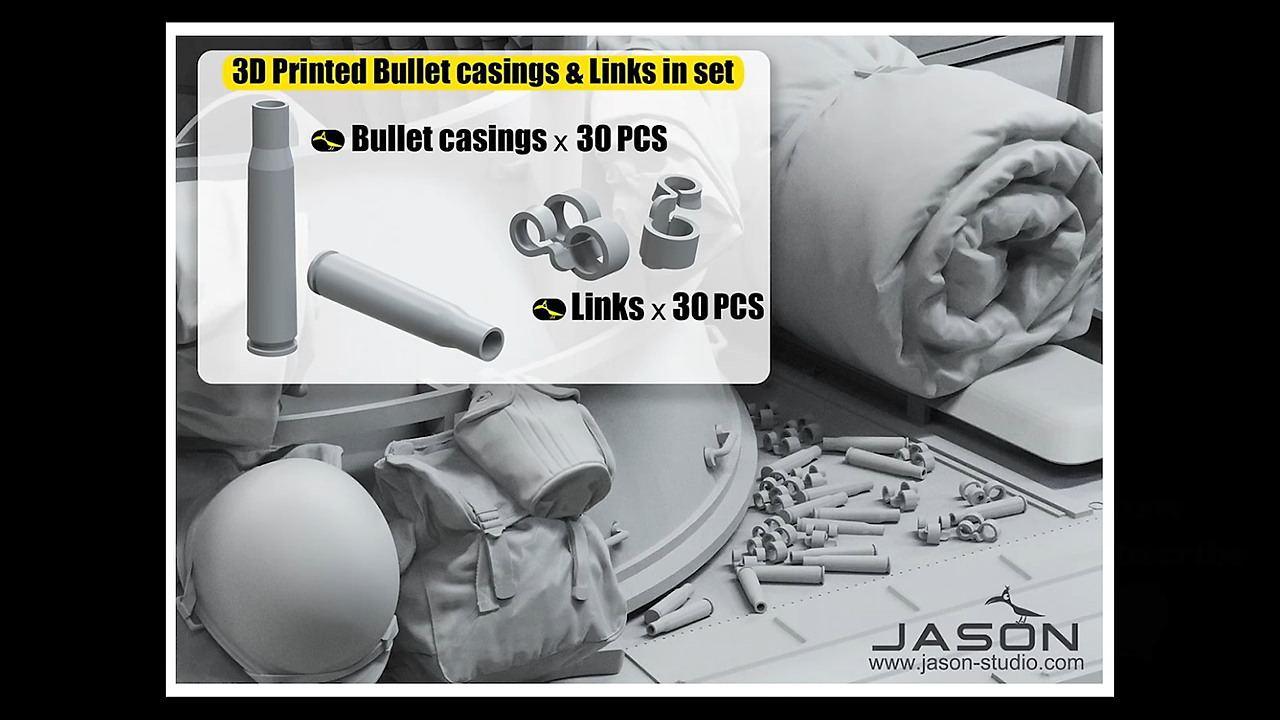 3D Printed Bullet casings & Links in set
Bullet casings x 30 PCS
Links x 30 PCS
JASON
www.jason-studio.com